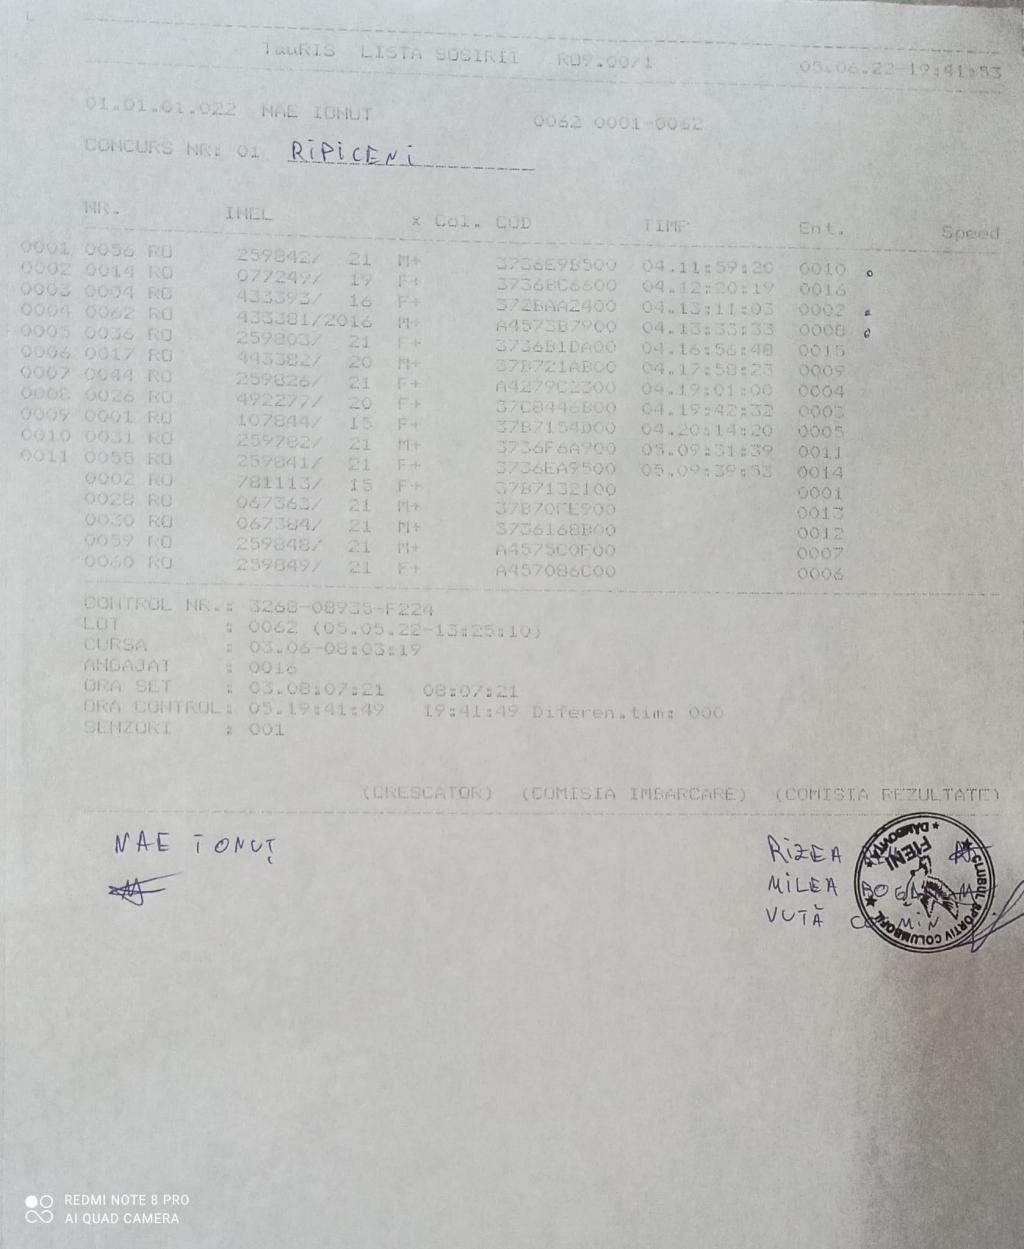 TauRIS LISTA SOSIRII RO9.00/1 05.06.22-19:41:53
01.01.01.022 NAE IONUT 0062 0001-0062
CONCURS NR: 01 RiPiCENi
NR. INEL x Col. COD TIMP Ent. Speed
0001 0056 RO 259842/ 21 M+ 3736E9B500 04.11:59:20 0010
0002 0014 RO 077249/ 19 F+ 3736BC6600 04.12:20:19 0016
0003 0004 RO 433393/ 16 F+ 372BAA2400 04.13:11:03 0002
0004 0062 RO 433381/2016 M+ A4573B7900 04.13:33:33 0008
0005 0036 RO 259803/ 21 F+ 3736B1DA00 04.16:56:48 0015
0006 0017 RO 443382/ 20 M+ 37B721AB00 04.17:58:23 0009
0007 0044 RO 259826/ 21 F+ A4279C2300 04.19:01:00 0004
0008 0026 RO 492277/ 20 F+ 37C8446B00 04.19:42:32 0003
0009 0001 RO 107844/ 15 F+ 37B7154D00 04.20:14:20 0005
0010 0031 RO 259782/ 21 M+ 3736F6A900 05.09:31:39 0011
0011 0055 RO 259841/ 21 F+ 3736EA9500 05.09:39:53 0014
0002 RO 781113/ 15 F+ 37B7132100 0001
0028 RO 067363/ 21 M+ 37B70FE900 0013
0030 RO 067384/ 21 M+ 3736168B00 0012
0059 RO 259848/ 21 M+ A4575C0F00 0007
0060 RO 259849/ 21 F+ A457086C00 0006
CONTROL NR.: 3268-08935-F224
LOT : 0062 (05.05.22-13:25:10)
CURSA : 03.06-08:03:19
ANGAJAT : 0016
ORA SET : 03.08:07:21 08:07:21
ORA CONTROL: 05.19:41:49 19:41:49 Diferen.tim: 000
SENZORI : 001
(CRESCATOR) (COMISIA IMBARCARE) (COMISIA REZULTATE)
NAE IONUȚ
RIZEA
MILEA
VUTĂ
CLUBUL SPORTIV COLUMBOFIL
FIENI
DAMBOVITA
REDMI NOTE 8 PRO
AI QUAD CAMERA